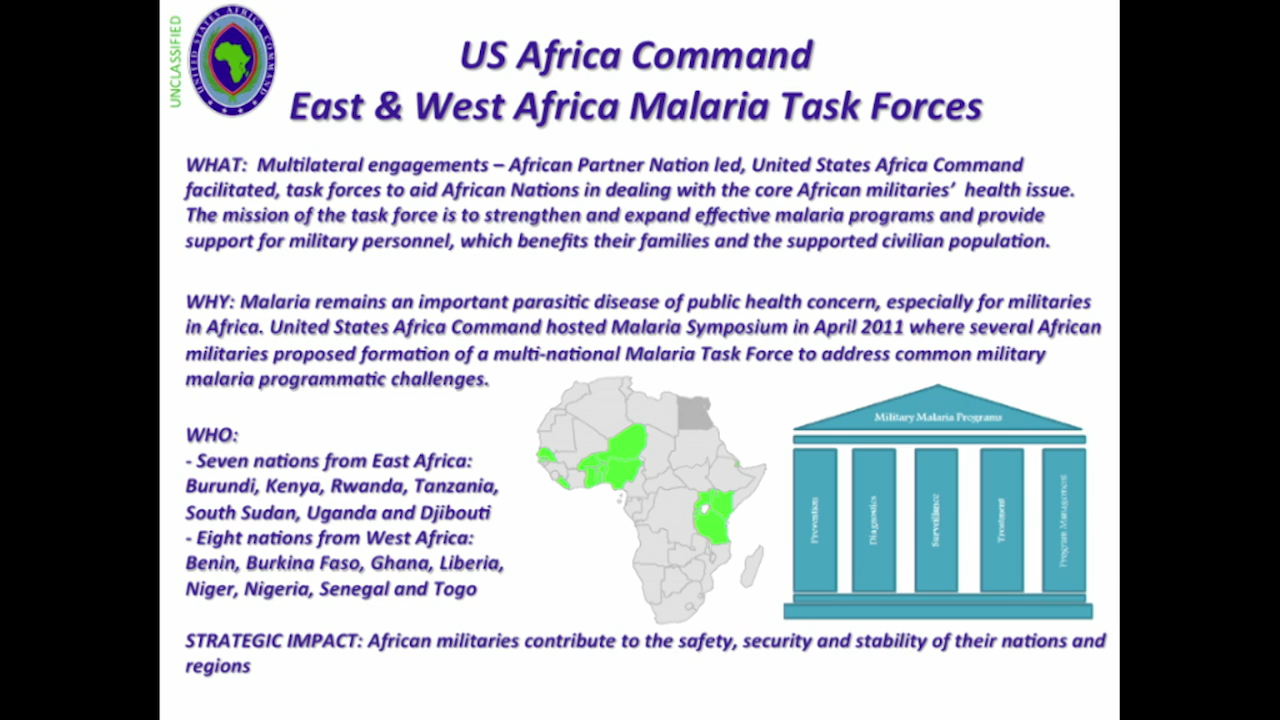 UNCLASSIFIED
UNITED STATES AFRICA COMMAND
US Africa Command
East & West Africa Malaria Task Forces
WHAT: Multilateral engagements – African Partner Nation led, United States Africa Command
facilitated, task forces to aid African Nations in dealing with the core African militaries’ health issue.
The mission of the task force is to strengthen and expand effective malaria programs and provide
support for military personnel, which benefits their families and the supported civilian population.
WHY: Malaria remains an important parasitic disease of public health concern, especially for militaries
in Africa. United States Africa Command hosted Malaria Symposium in April 2011 where several African
militaries proposed formation of a multi-national Malaria Task Force to address common military
malaria programmatic challenges.
WHO:
- Seven nations from East Africa:
Burundi, Kenya, Rwanda, Tanzania,
South Sudan, Uganda and Djibouti
- Eight nations from West Africa:
Benin, Burkina Faso, Ghana, Liberia,
Niger, Nigeria, Senegal and Togo
Military Malaria Programs
Prevention
Diagnostics
Surveillance
Treatment
Program Management
STRATEGIC IMPACT: African militaries contribute to the safety, security and stability of their nations and
regions